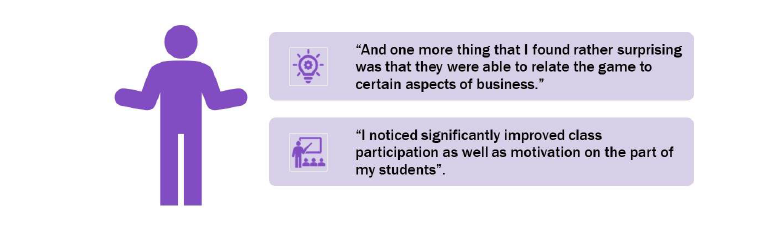 “And one more thing that I found rather surprising
was that they were able to relate the game to
certain aspects of business.”
“I noticed significantly improved class
participation as well as motivation on the part of
my students”.